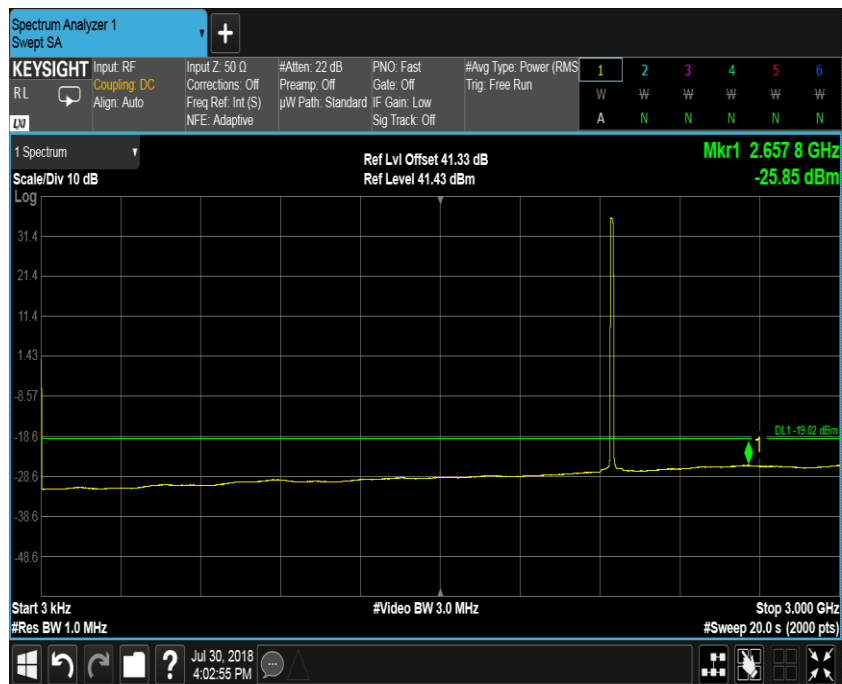 Spectrum Analyzer 1
Swept SA
+
KEYSIGHT
RL
LXI
Input: RF
Coupling: DC
Align: Auto
Input Z: 50 Ω
Corrections: Off
Freq Ref: Int (S)
NFE: Adaptive
#Atten: 22 dB
Preamp: Off
µW Path: Standard
PNO: Fast
Gate: Off
IF Gain: Low
Sig Track: Off
#Avg Type: Power (RMS
Trig: Free Run
1 2 3 4 5 6
W W W W W W
A N N N N N
1 Spectrum
Scale/Div 10 dB
Ref Lvl Offset 41.33 dB
Ref Level 41.43 dBm
Mkr1 2.657 8 GHz
-25.85 dBm
Log
31.4
21.4
11.4
1.43
-8.57
-18.6
-28.6
-38.6
-48.6
DL1 -19.02 dBm
1
Start 3 kHz
#Res BW 1.0 MHz
#Video BW 3.0 MHz
Stop 3.000 GHz
#Sweep 20.0 s (2000 pts)
?
Jul 30, 2018
4:02:55 PM